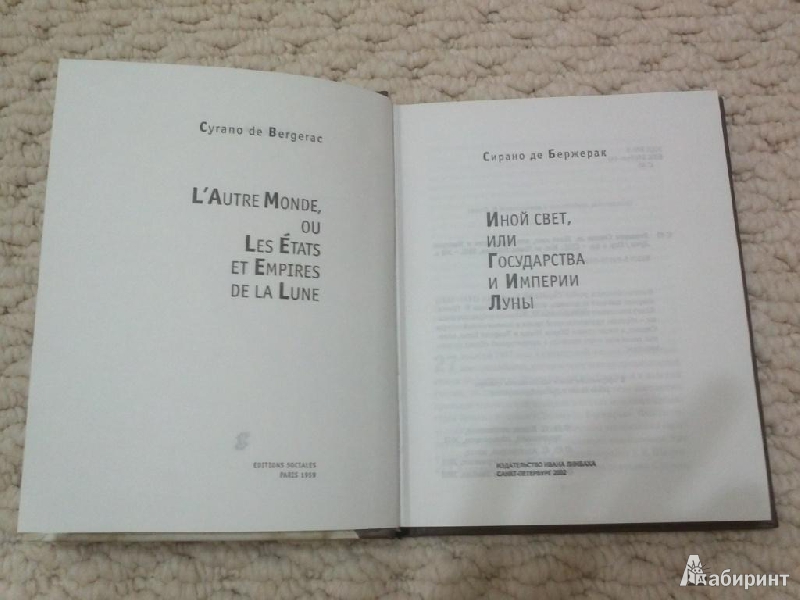 Cyrano de Bergerac
L'AUTRE MONDE,
OU
LES ÉTATS
ET EMPIRES
DE LA LUNE
EDITIONS SOCIALES
PARIS 1959
Сирано де Бержерак
ИНОЙ СВЕТ,
ИЛИ
ГОСУДАРСТВА
И ИМПЕРИИ
ЛУНЫ
ИЗДАТЕЛЬСТВО ИВАНА ЛИМБАХА
САНКТ-ПЕТЕРБУРГ 2002
Лабиринт